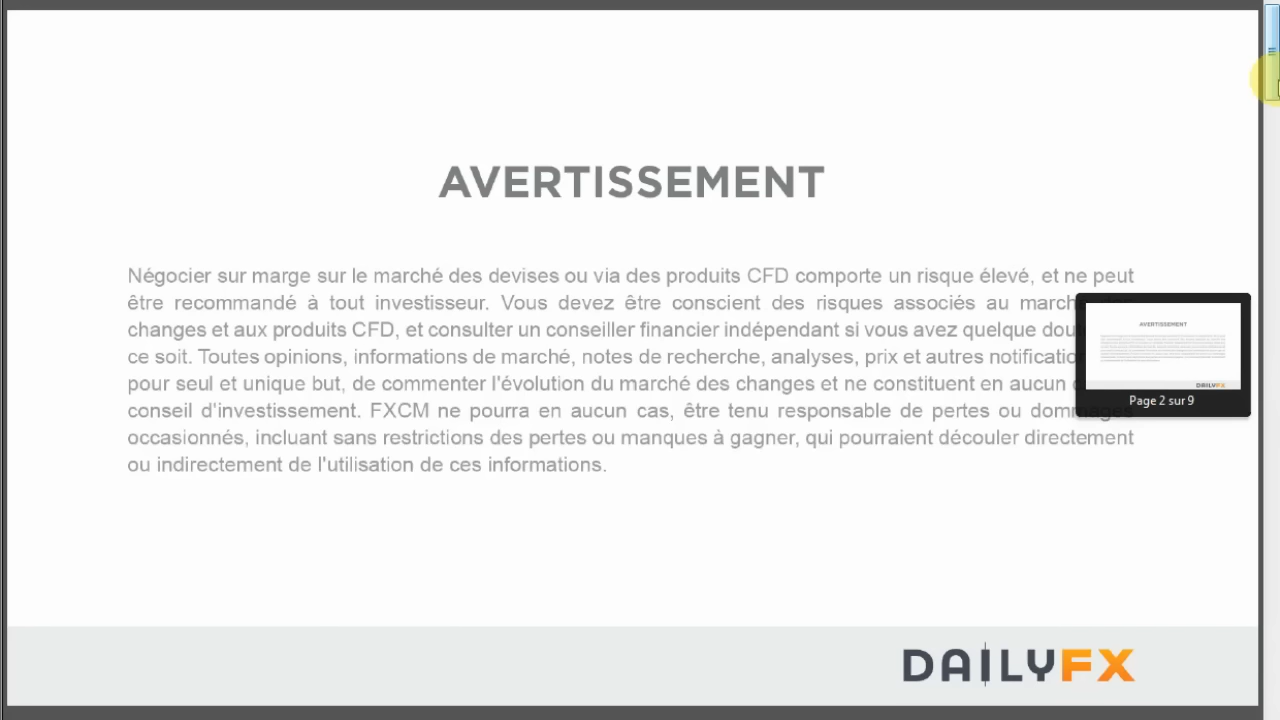 AVERTISSEMENT
Négocier sur marge sur le marché des devises ou via des produits CFD comporte un risque élevé, et ne peut
être recommandé à tout investisseur. Vous devez être conscient des risques associés au
changes et aux produits CFD, et consulter un conseiller financier indépendant si vous avez quelque
ce soit. Toutes opinions, informations de marché, notes de recherche, analyses, prix et autres
pour seul et unique but, de commenter l'évolution du marché des changes et ne constituent en aucun
conseil d'investissement. FXCM ne pourra en aucun cas, être tenu responsable de pertes ou dommages
occasionnés, incluant sans restrictions des pertes ou manques à gagner, qui pourraient découler directement
ou indirectement de l'utilisation de ces informations.
AVERTISSEMENT
DAILYFX
Page 2 sur 9
DAILYFX